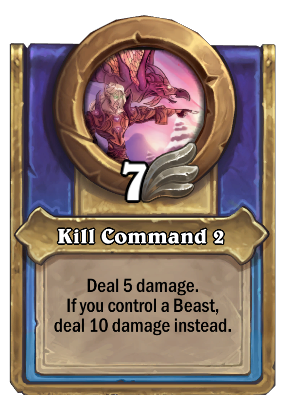 7
Kill Command 2
Deal 5 damage.
If you control a Beast,
deal 10 damage instead.